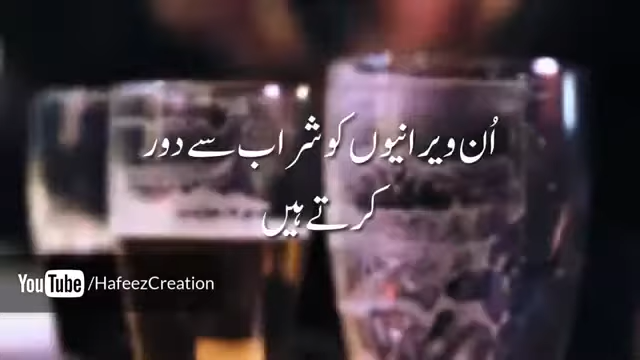 اُن ویرانیوں کو شراب سے دور
کرتے ہیں
YouTube /HafeezCreation